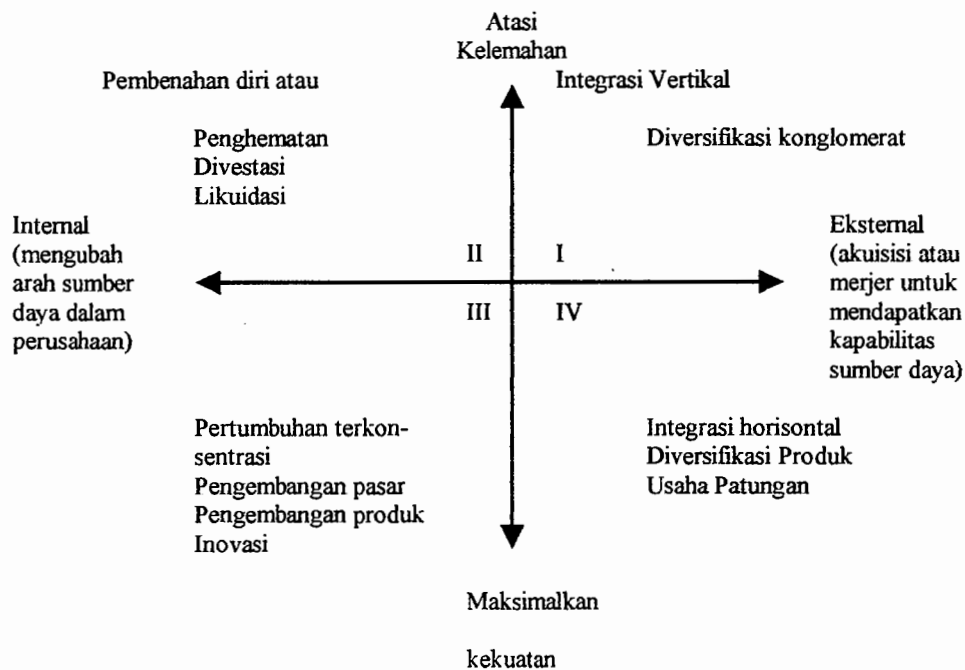 Atasi
Kelemahan
Pembenahan diri atau
Integrasi Vertikal
Penghematan
Divestasi
Likuidasi
Diversifikasi konglomerat
Internal
(mengubah
arah sumber
daya dalam
perusahaan)
II
I
III
IV
Eksternal
(akuisisi atau
merjer untuk
mendapatkan
kapabilitas
sumber daya)
Pertumbuhan terkon-
sentrasi
Pengembangan pasar
Pengembangan produk
Inovasi
Integrasi horisontal
Diversifikasi Produk
Usaha Patungan
Maksimalkan
kekuatan